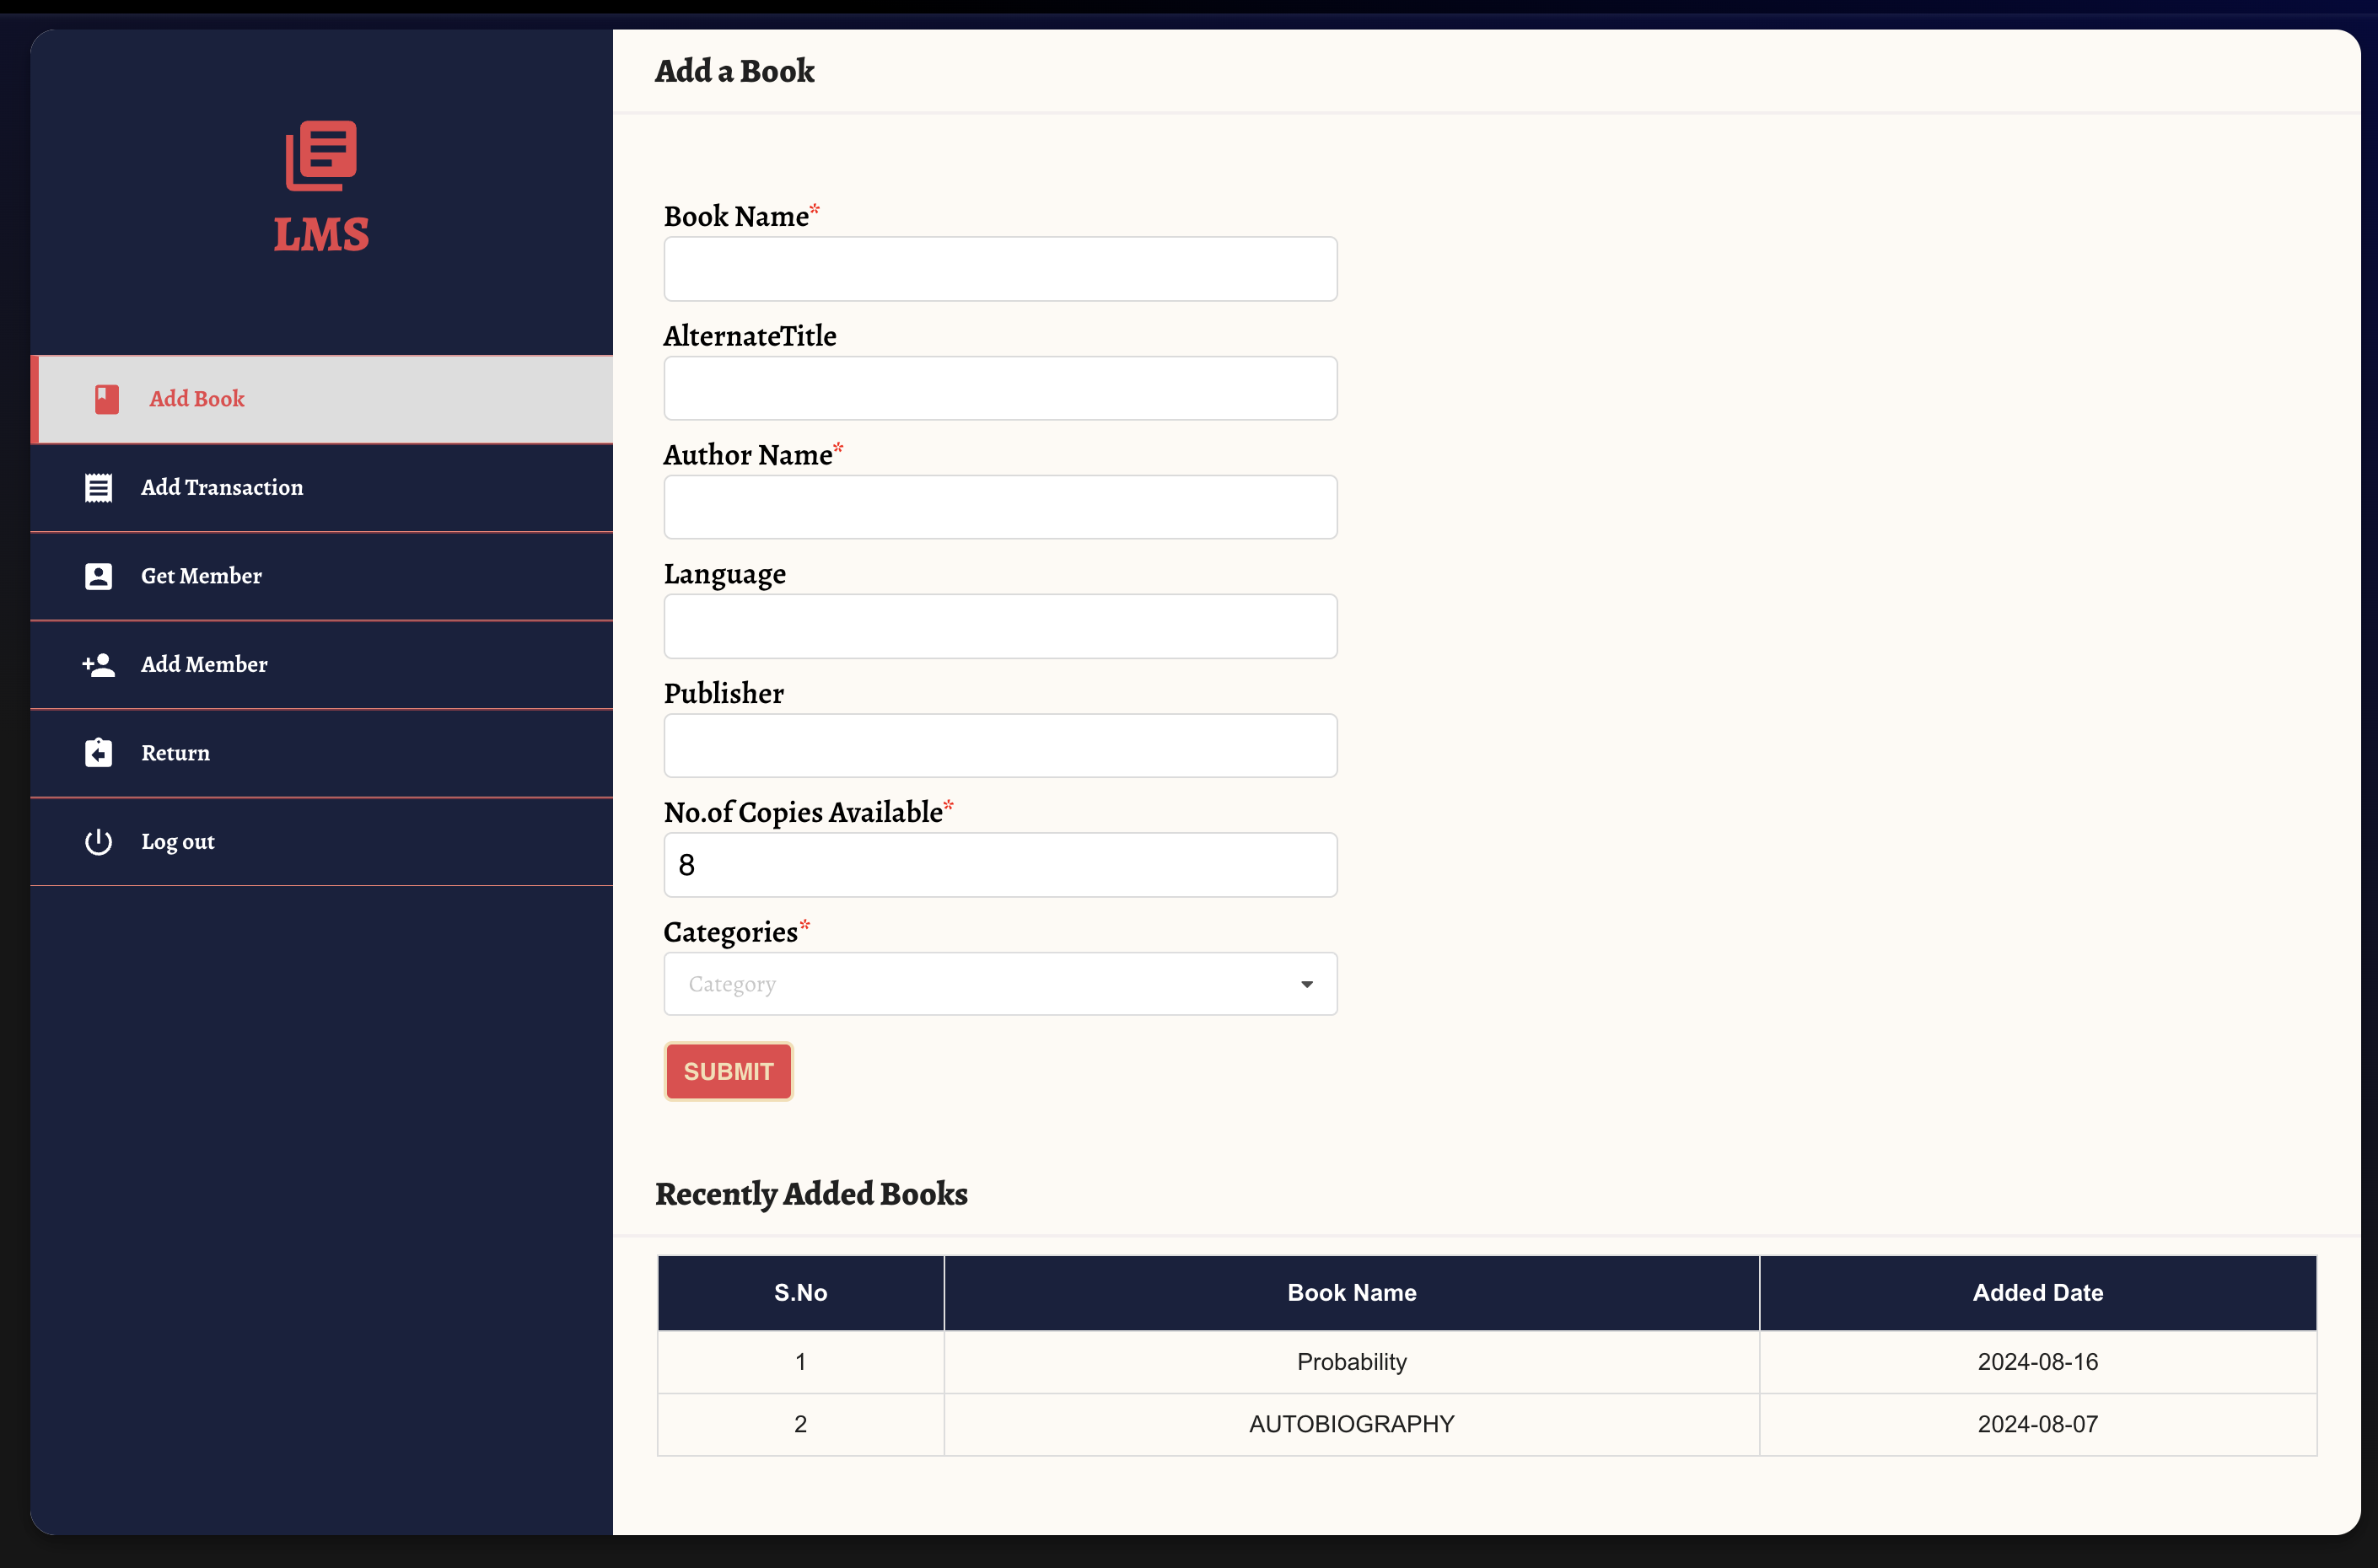 LMS
Add Book
Add Transaction
Get Member
Add Member
Return
Log out
Add a Book
Book Name*
AlternateTitle
Author Name*
Language
Publisher
No.of Copies Available*
8
Categories*
Category
SUBMIT
Recently Added Books
S.No Book Name Added Date
1 Probability 2024-08-16
2 AUTOBIOGRAPHY 2024-08-07